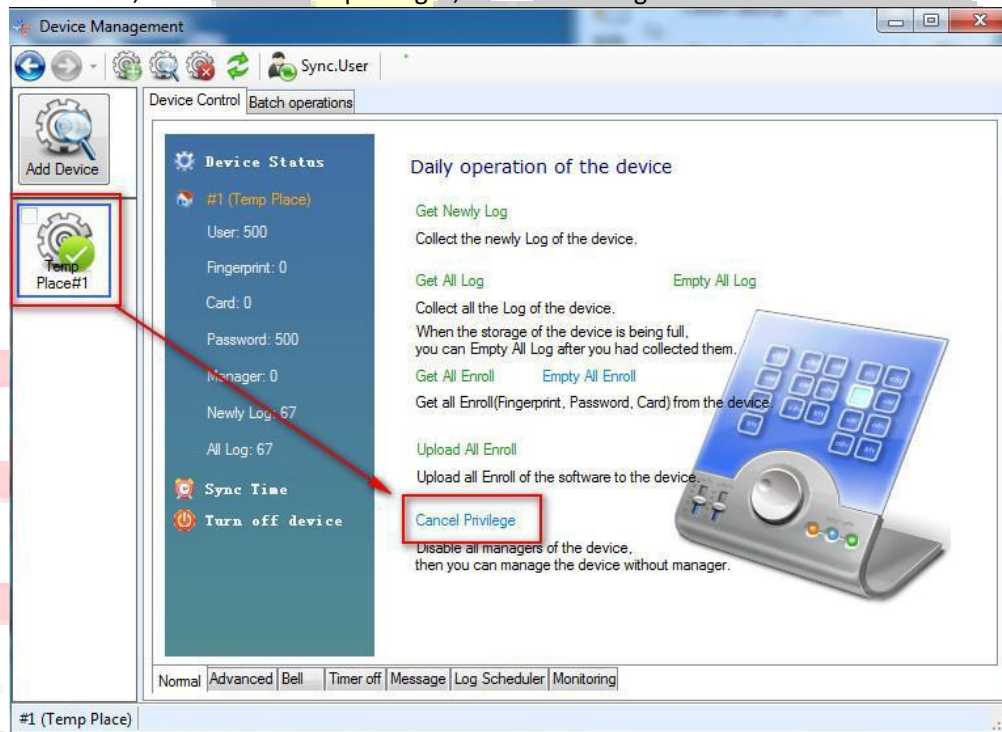 Device Management
Sync.User
Device Control Batch operations
Add Device
Temp
Place#1
Device Status
#1 (Temp Place)
User: 500
Fingerprint: 0
Card: 0
Password: 500
Manager: 0
Newly Log: 67
All Log: 67
Sync Time
Turn off device
Daily operation of the device
Get Newly Log
Collect the newly Log of the device.
Get All Log Empty All Log
Collect all the Log of the device.
When the storage of the device is being full,
you can Empty All Log after you had collected them.
Get All Enroll Empty All Enroll
Get all Enroll(Fingerprint, Password, Card) from the device.
Upload All Enroll
Upload all Enroll of the software to the device.
Cancel Privilege
Disable all managers of the device,
then you can manage the device without manager.
Normal Advanced Bell Timer off Message Log Scheduler Monitoring
#1 (Temp Place)